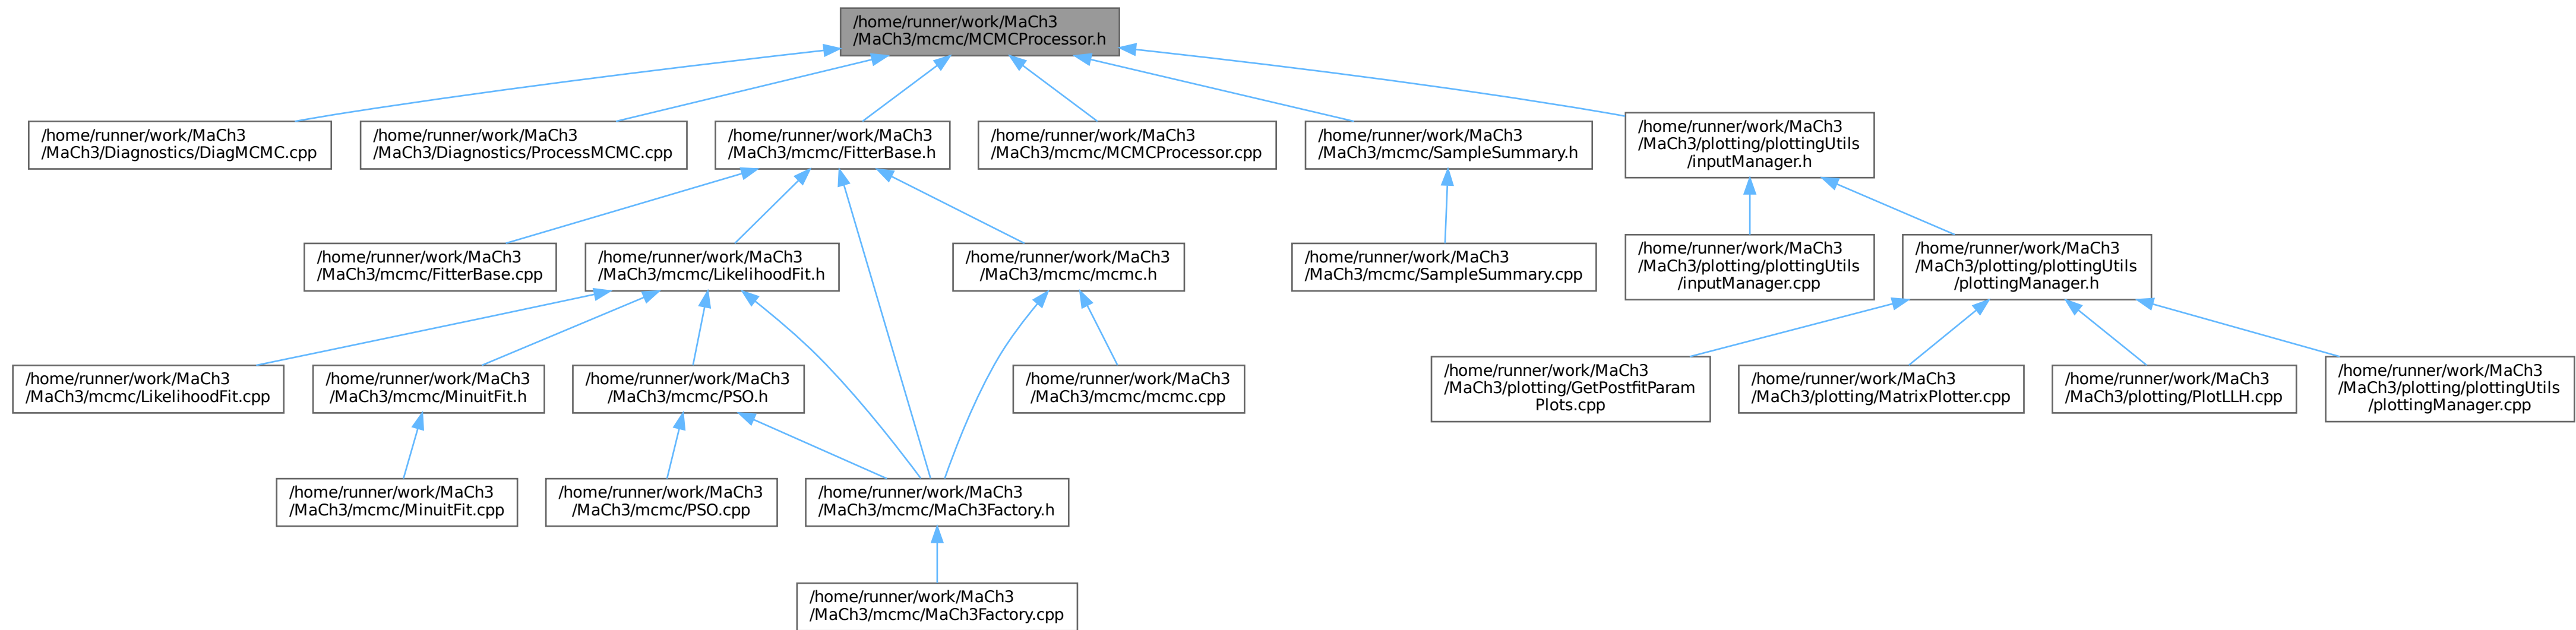 /home/runner/work/MaCh3
/MaCh3/mcmc/MCMCProcessor.h
/home/runner/work/MaCh3
/MaCh3/Diagnostics/DiagMCMC.cpp
/home/runner/work/MaCh3
/MaCh3/Diagnostics/ProcessMCMC.cpp
/home/runner/work/MaCh3
/MaCh3/mcmc/FitterBase.h
/home/runner/work/MaCh3
/MaCh3/mcmc/MCMCProcessor.cpp
/home/runner/work/MaCh3
/MaCh3/mcmc/SampleSummary.h
/home/runner/work/MaCh3
/MaCh3/plotting/plottingUtils
/inputManager.h
/home/runner/work/MaCh3
/MaCh3/mcmc/FitterBase.cpp
/home/runner/work/MaCh3
/MaCh3/mcmc/LikelihoodFit.h
/home/runner/work/MaCh3
/MaCh3/mcmc/mcmc.h
/home/runner/work/MaCh3
/MaCh3/mcmc/SampleSummary.cpp
/home/runner/work/MaCh3
/MaCh3/plotting/plottingUtils
/inputManager.cpp
/home/runner/work/MaCh3
/MaCh3/plotting/plottingUtils
/plottingManager.h
/home/runner/work/MaCh3
/MaCh3/mcmc/LikelihoodFit.cpp
/home/runner/work/MaCh3
/MaCh3/mcmc/MinuitFit.h
/home/runner/work/MaCh3
/MaCh3/mcmc/PSO.h
/home/runner/work/MaCh3
/MaCh3/mcmc/mcmc.cpp
/home/runner/work/MaCh3
/MaCh3/plotting/GetPostfitParam
Plots.cpp
/home/runner/work/MaCh3
/MaCh3/plotting/MatrixPlotter.cpp
/home/runner/work/MaCh3
/MaCh3/plotting/PlotLLH.cpp
/home/runner/work/MaCh3
/MaCh3/plotting/plottingUtils
/plottingManager.cpp
/home/runner/work/MaCh3
/MaCh3/mcmc/MinuitFit.cpp
/home/runner/work/MaCh3
/MaCh3/mcmc/PSO.cpp
/home/runner/work/MaCh3
/MaCh3/mcmc/MaCh3Factory.h
/home/runner/work/MaCh3
/MaCh3/mcmc/MaCh3Factory.cpp